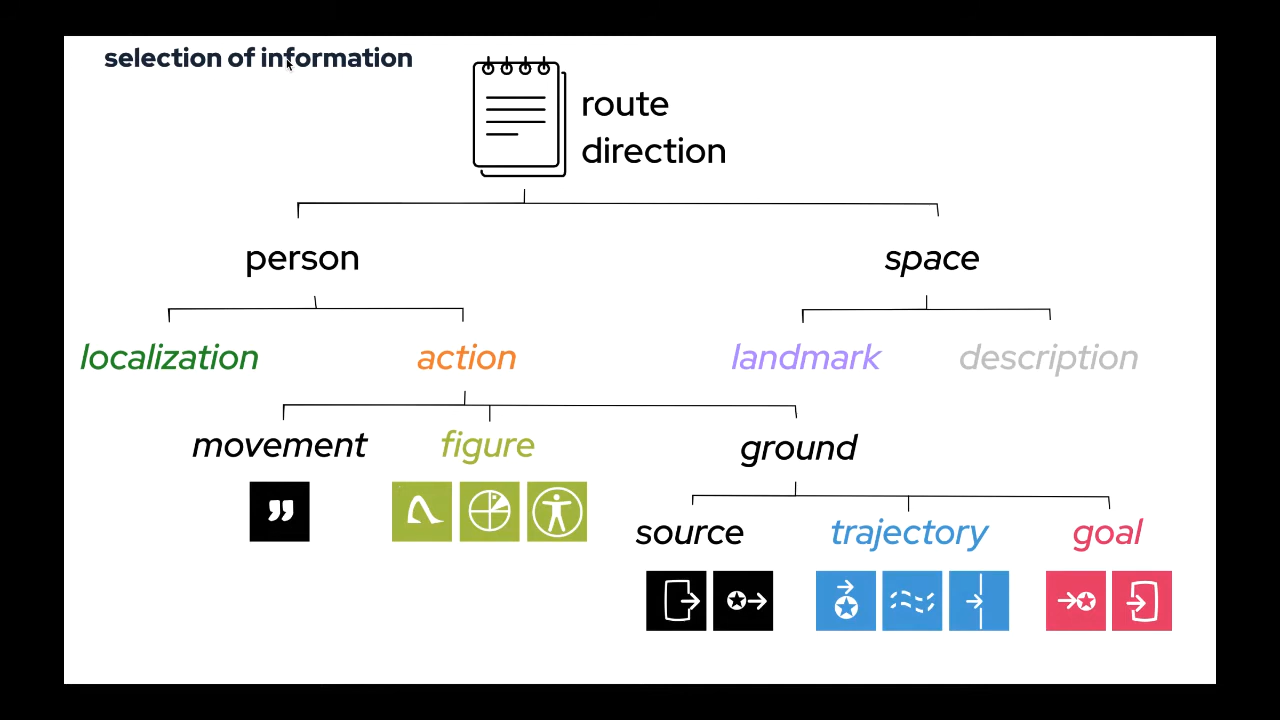 selection of information
route
direction
person
space
localization
action
landmark
description
movement
figure
ground
source
trajectory
goal